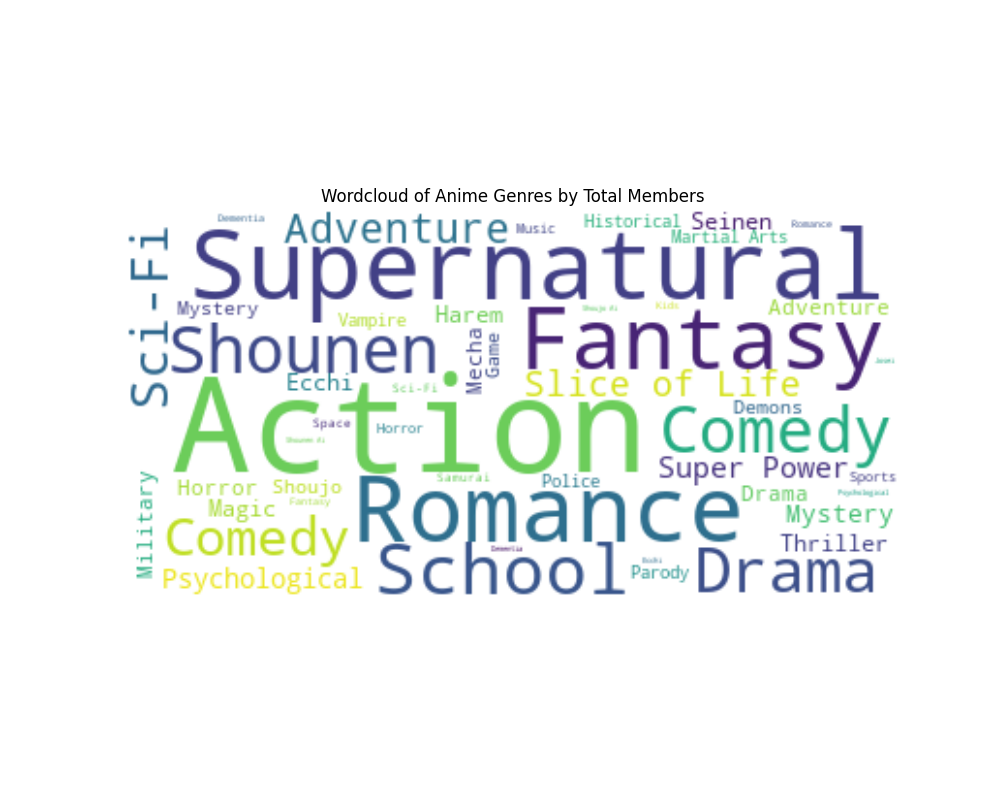 Wordcloud of Anime Genres by Total Members
Dementia
Adventure
Music
Historical
Seinen
Romance
Martial Arts
Sci-Fi
Supernatural
Mystery
Vampire
Harem
Shoujo Ai
Kids
Adventure
Shounen
Mecha
Game
Fantasy
Josei
Ecchi
Sci-Fi
Slice of Life
Action
Demons
Comedy
Space
Horror
Shounen Ai
Super Power
Sports
Military
Horror
Shoujo
Samurai
Police
Drama
Psychological
Magic
Fantasy
Romance
Mystery
Comedy
Thriller
School
Dementia
Psychological
Parody
Drama